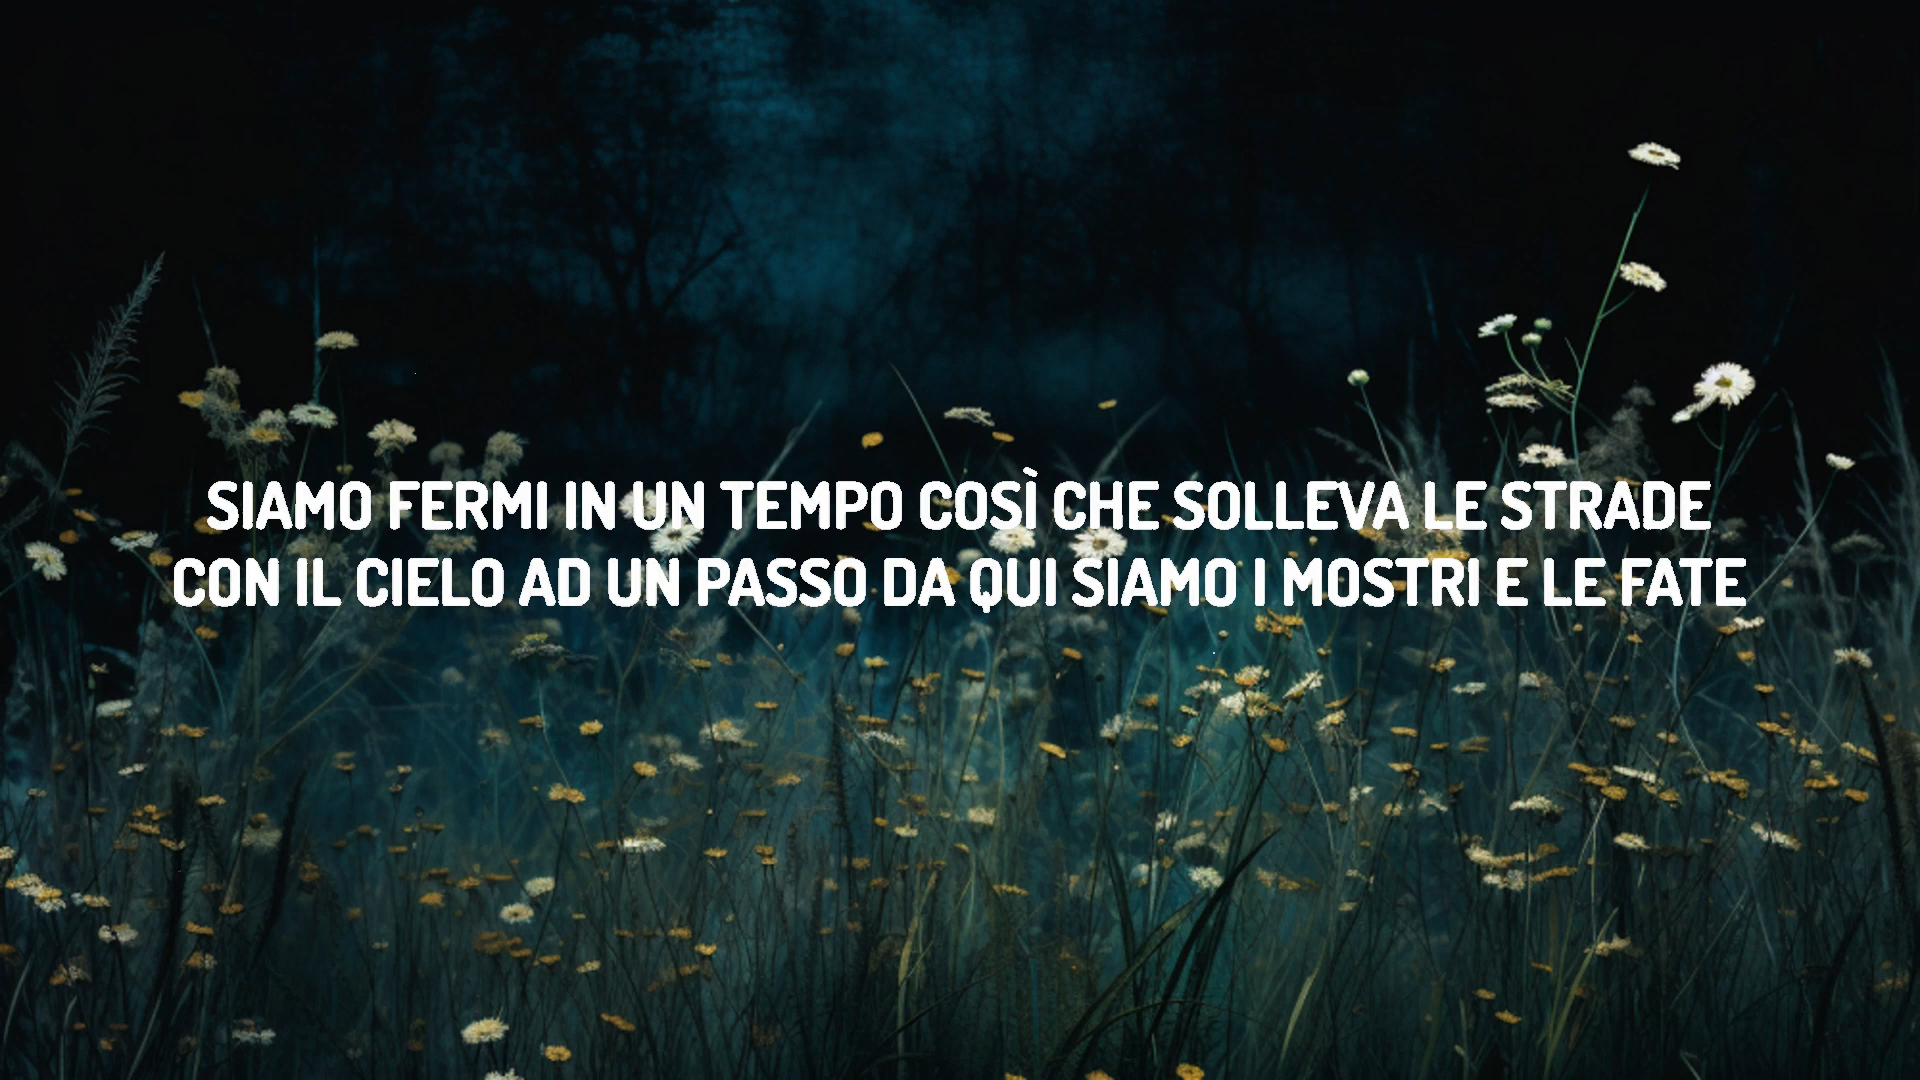 SIAMO FERMI IN UN TEMPO COSÌ CHE SOLLEVA LE STRADE
CON IL CIELO AD UN PASSO DA QUI SIAMO I MOSTRI E LE FATE